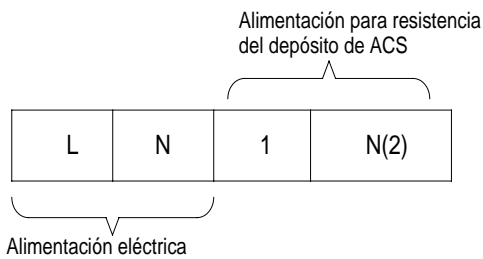 Alimentación para resistencia
del depósito de ACS
L N 1 N(2)
Alimentación eléctrica